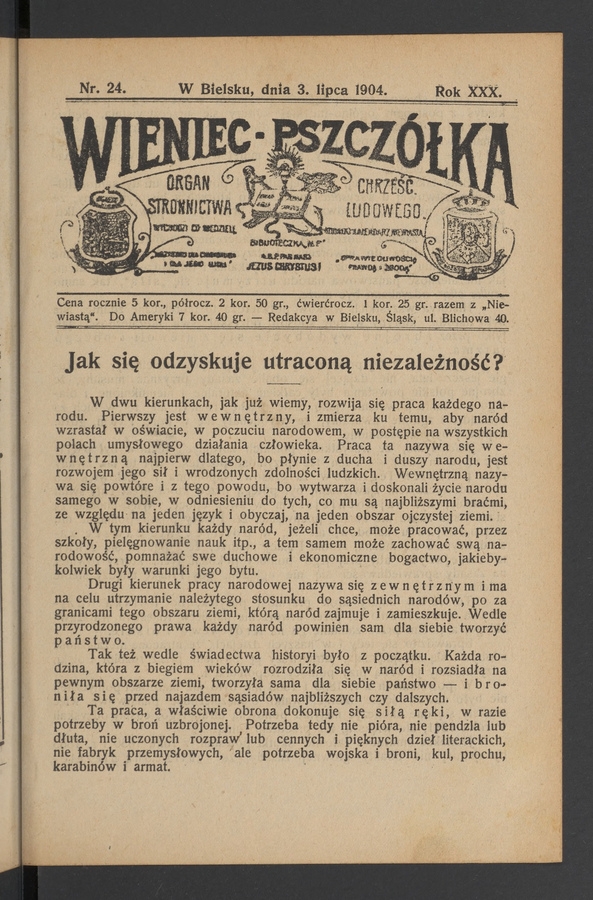 Nr. 24. W Bielsku, dnia 3. lipca 1904. Rok XXX.
WIENIEC-PSZCZÓŁKA
ORGAN CHRZEŚC.
STRONNICTWA LUDOWEGO.
WYCHODZI CO NIEDZIELĘ
BIBLIOTECZKA „N. P."
JEZUS CHRYSTUS!
Cena rocznie 5 kor., półrocz. 2 kor. 50 gr., ćwierćrocz. 1 kor. 25 gr. razem z „Nie-
wiastą". Do Ameryki 7 kor. 40 gr. — Redakcya w Bielsku, Śląsk, ul. Blichowa 40.
Jak się odzyskuje utraconą niezależność?
W dwu kierunkach, jak już wiemy, rozwija się praca każdego na-
rodu. Pierwszy jest wewnętrzny, i zmierza ku temu, aby naród
wzrastał w oświacie, w poczuciu narodowem, w postępie na wszystkich
polach umysłowego działania człowieka. Praca ta nazywa się we-
wnętrzną najpierw dlatego, bo płynie z ducha i duszy narodu, jest
rozwojem jego sił i wrodzonych zdolności ludzkich. Wewnętrzną nazy-
wa się powtóre i z tego powodu, bo wytwarza i doskonali życie narodu
samego w sobie, w odniesieniu do tych, co mu są najbliższymi braćmi,
ze względu na jeden język i obyczaj, na jeden obszar ojczystej ziemi.
W tym kierunku każdy naród, jeżeli chce, może pracować, przez
szkoły, pielęgnowanie nauk itp., a tem samem może zachować swą na-
rodowość, pomnażać swe duchowe i ekonomiczne bogactwo, jakieby-
kolwiek były warunki jego bytu.
Drugi kierunek pracy narodowej nazywa się zewnętrznym i ma
na celu utrzymanie należytego stosunku do sąsiednich narodów, po za
granicami tego obszaru ziemi, którą naród zajmuje i zamieszkuje. Wedle
przyrodzonego prawa każdy naród powinien sam dla siebie tworzyć
państwo.
Tak też wedle świadectwa historyi było z początku. Każda ro-
dzina, która z biegiem wieków rozrodziła się w naród i rozsiadła na
pewnym obszarze ziemi, tworzyła sama dla siebie państwo — i bro-
niła się przed najazdem sąsiadów najbliższych czy dalszych.
Ta praca, a właściwie obrona dokonuje się siłą ręki, w razie
potrzeby w broń uzbrojonej. Potrzeba tedy nie pióra, nie pendzla lub
dłuta, nie uczonych rozpraw lub cennych i pięknych dzieł literackich,
nie fabryk przemysłowych, ale potrzeba wojska i broni, kul, prochu,
karabinów i armat.